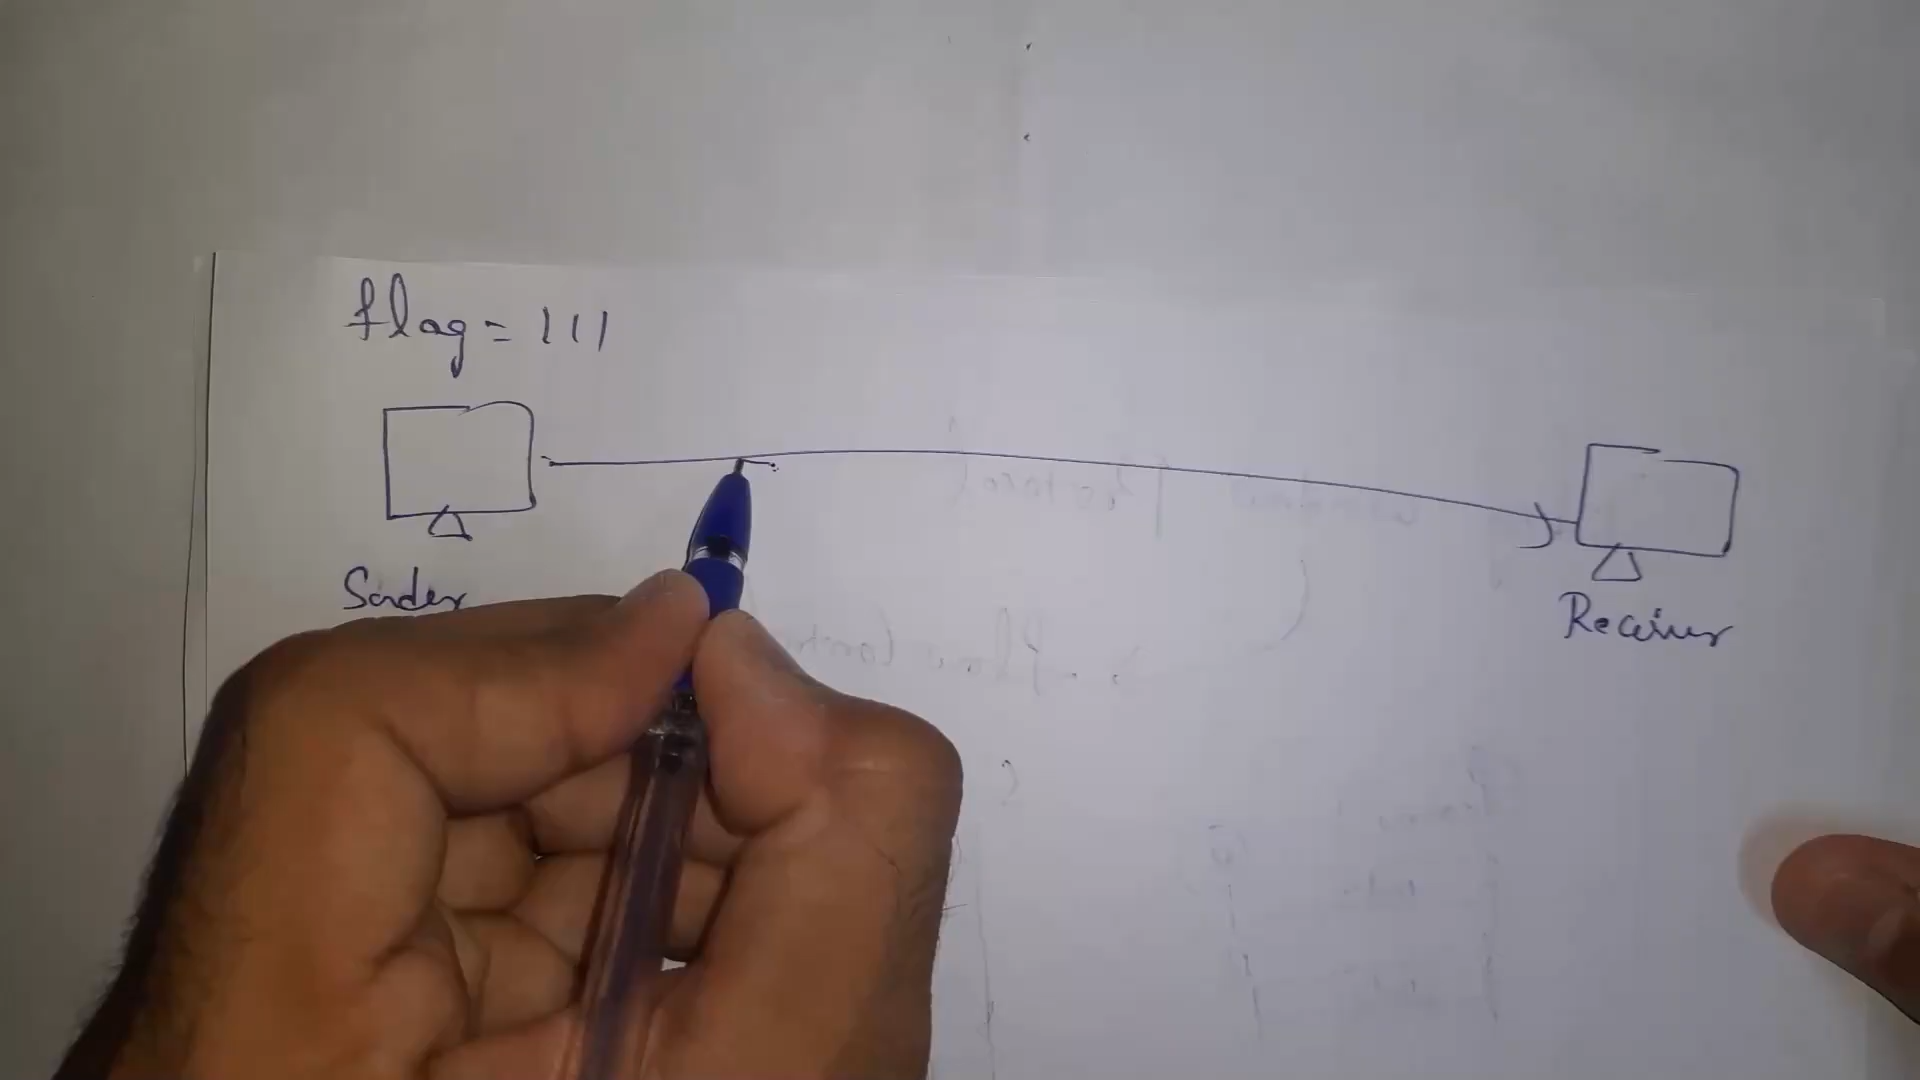 flag = 111
Sender
Receiver